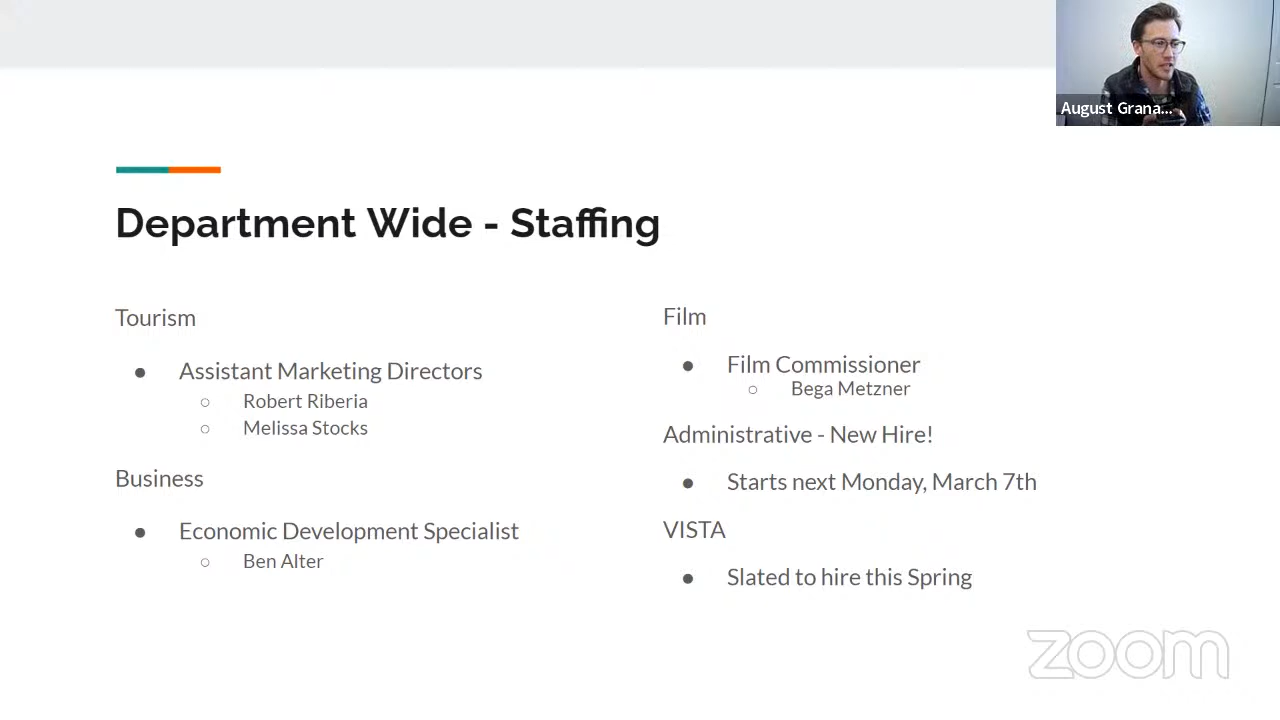 August Grana...
Department Wide - Staffing
Tourism
● Assistant Marketing Directors
○ Robert Riberia
○ Melissa Stocks
Business
● Economic Development Specialist
○ Ben Alter
Film
● Film Commissioner
○ Bega Metzner
Administrative - New Hire!
● Starts next Monday, March 7th
VISTA
● Slated to hire this Spring
zoom